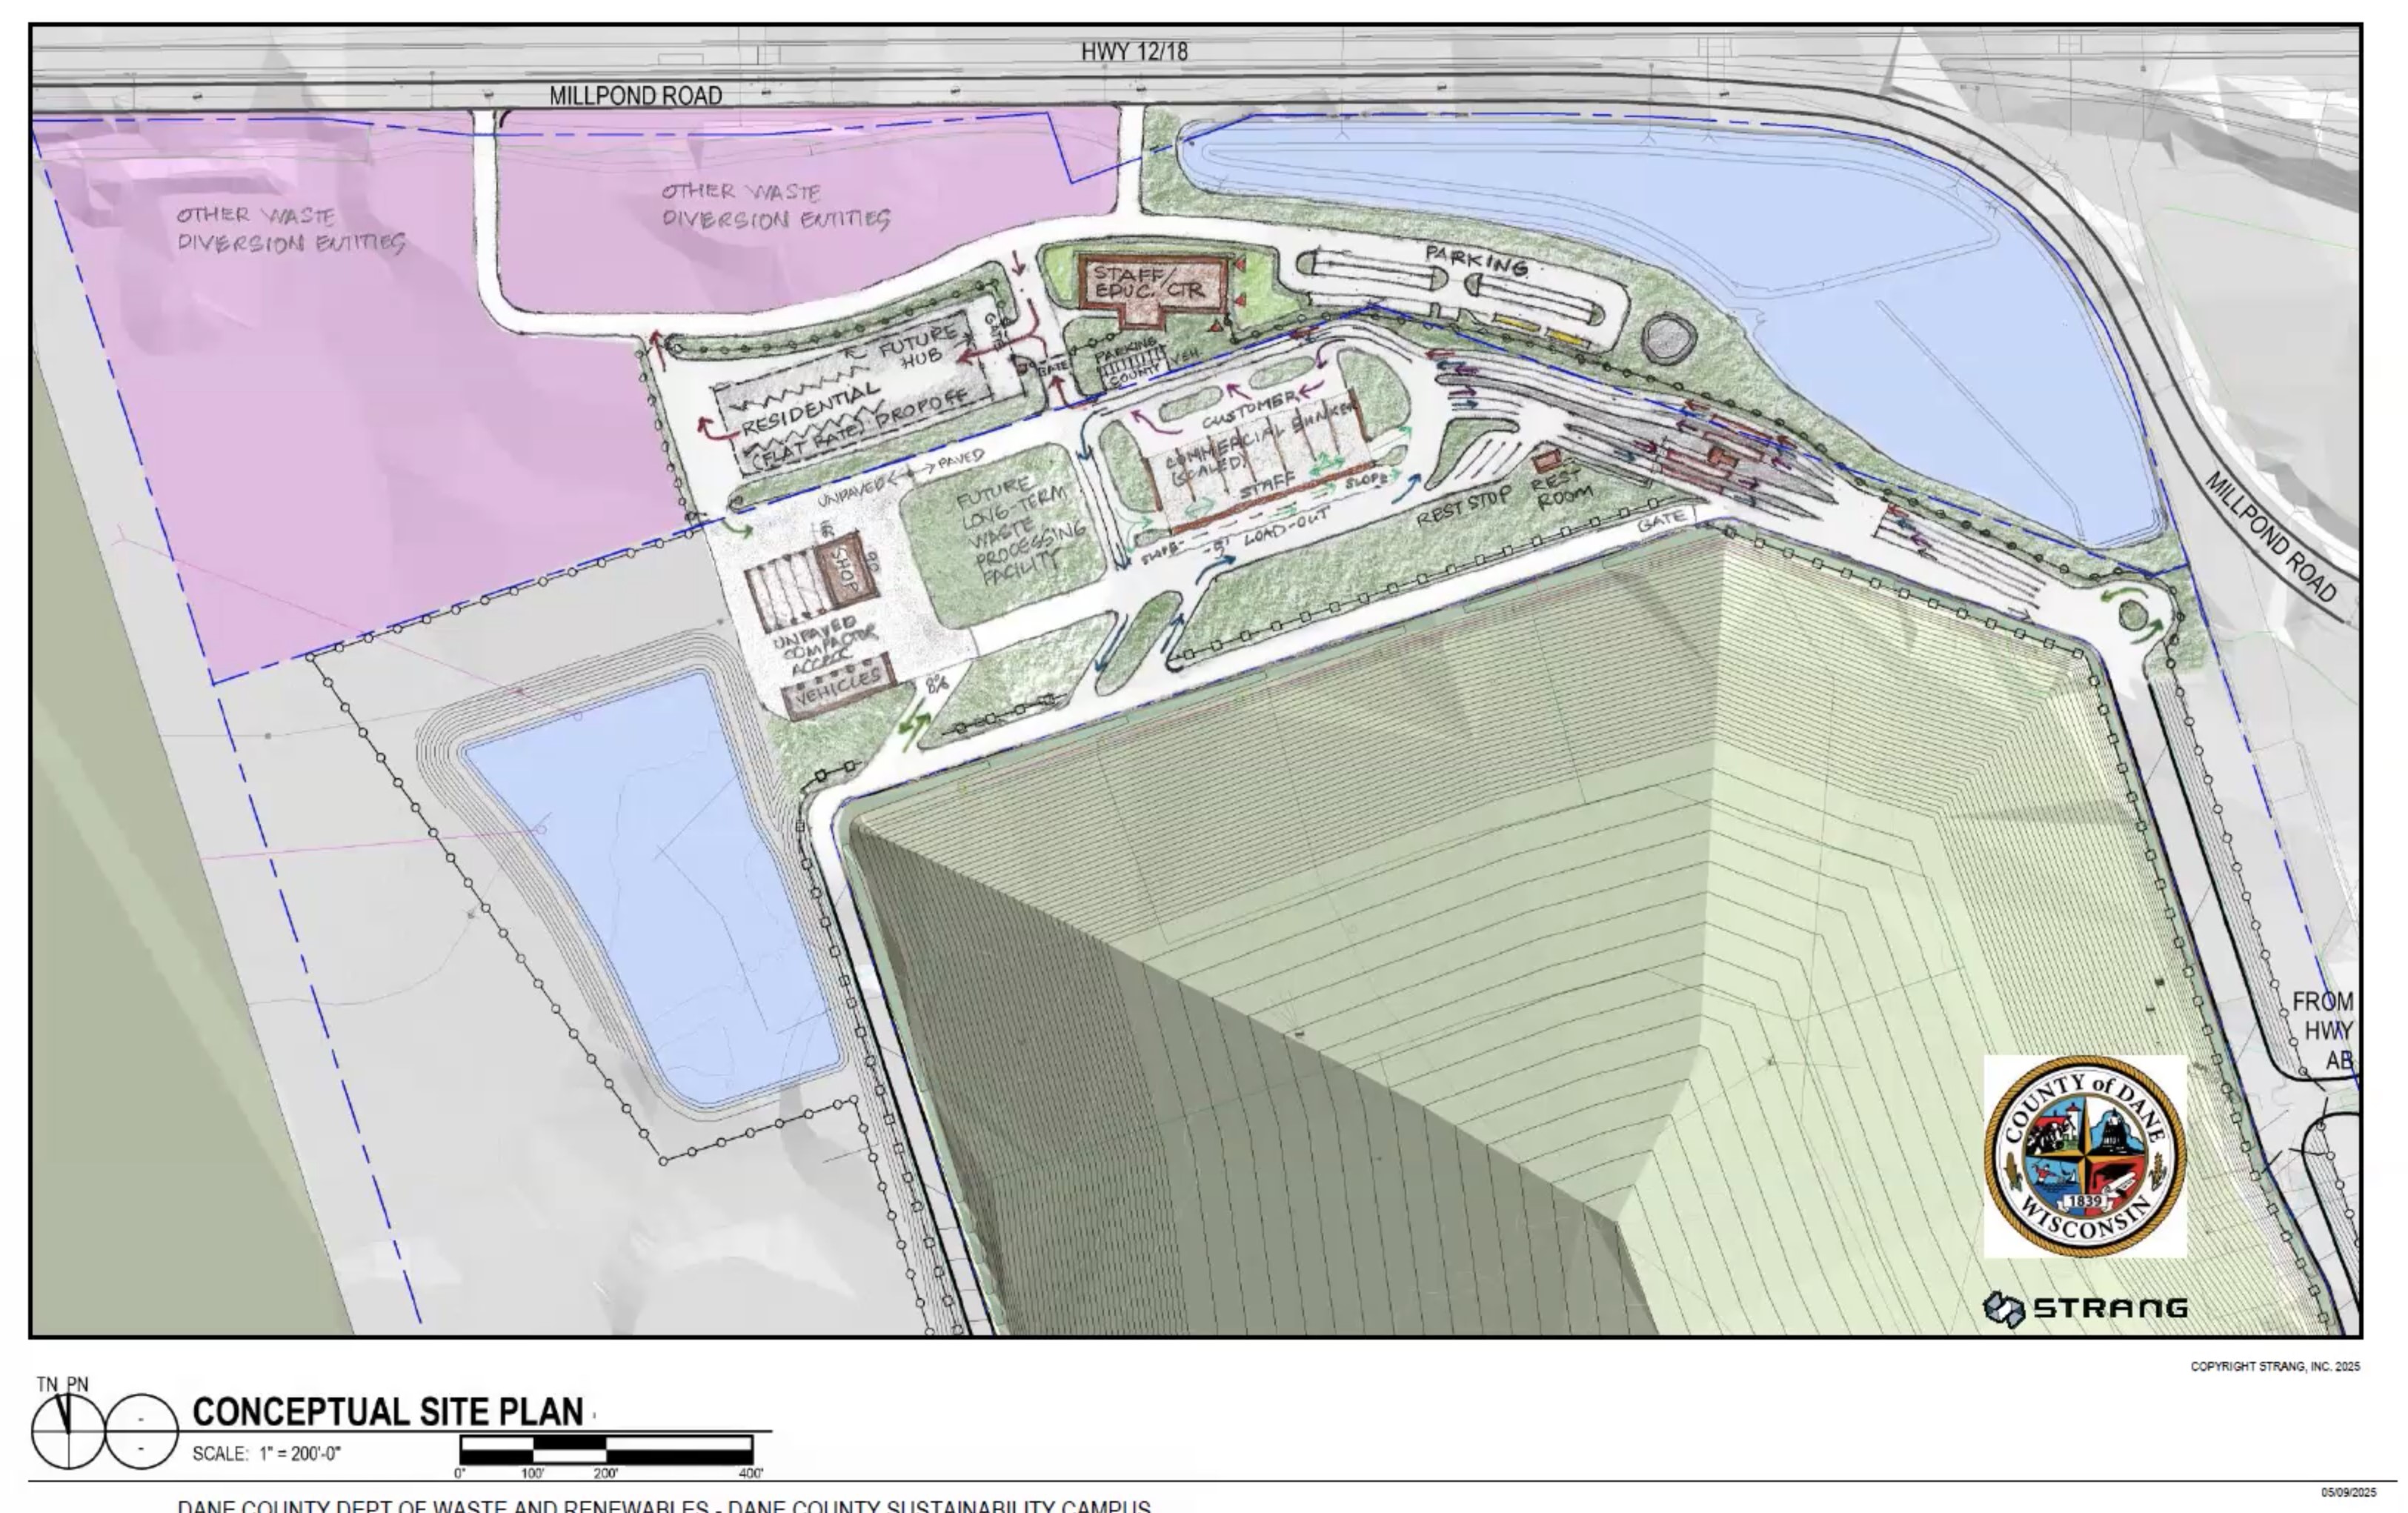 HWY 12/18
MILLPOND ROAD
OTHER WASTE
DIVERSION ENTITIES
OTHER WASTE
DIVERSION ENTITIES
STAFF/
EDUC. CTR
PARKING
FUTURE
HUB
GATE
PARKING
COUNTY VEH.
RESIDENTIAL
(FLAT RATE) DROPOFF
CUSTOMER
COMMERCIAL BUNKER
(SCALED)
STAFF
SLOPE
UNPAVED
PAVED
FUTURE
LONG-TERM
WASTE
PROCESSING
FACILITY
SLOPE
LOAD-OUT
REST STOP
REST
ROOM
GATE
SHOP
UNPAVED
COMPACTOR
ACCESS
VEHICLES
8%
MILLPOND ROAD
FROM
HWY
AB
COUNTY of DANE
1839
WISCONSIN
STRANG
COPYRIGHT STRANG, INC. 2025
TN PN
CONCEPTUAL SITE PLAN
SCALE: 1" = 200'-0"
0' 100' 200' 400'
05/09/2025
DANE COUNTY DEPT OF WASTE AND RENEWABLES - DANE COUNTY SUSTAINABILITY CAMPUS